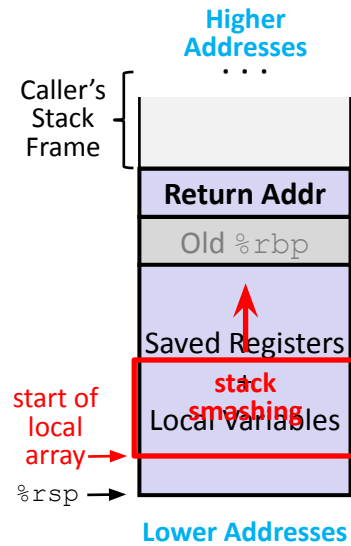 Higher
Addresses
. . .
Caller’s
Stack
Frame
Return Addr
Old %rbp
Saved Registers
+
stack
smashing
Local Variables
start of
local
array
%rsp
Lower Addresses